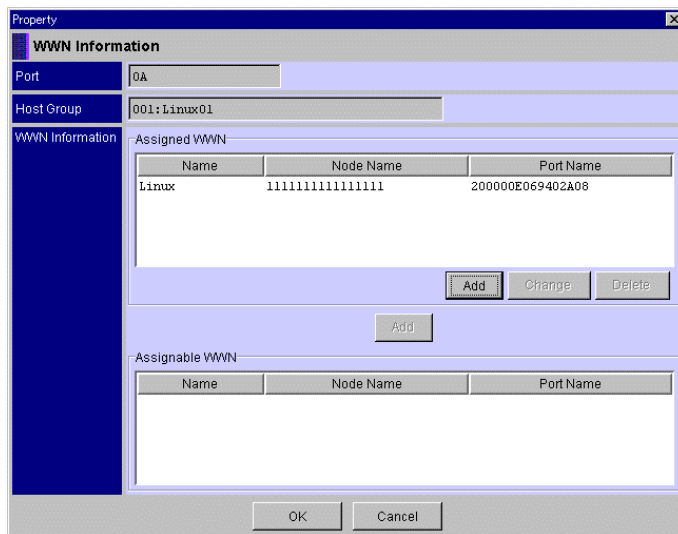 Property
WWN Information
Port 0A
Host Group 001:Linux01
WWN Information
Assigned WWN
Name Node Name Port Name
Linux 1111111111111111 200000E069402A08
Add Change Delete
Add
Assignable WWN
Name Node Name Port Name
OK Cancel